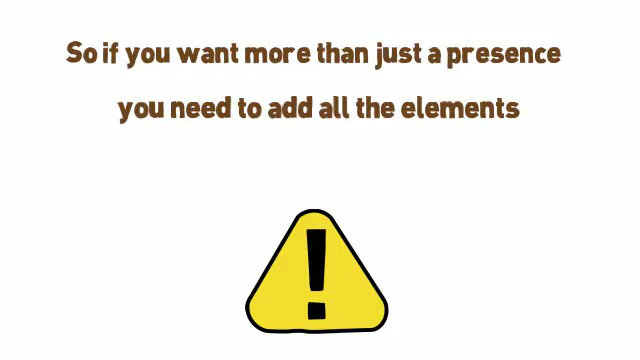 So if you want more than just a presence
you need to add all the elements
!